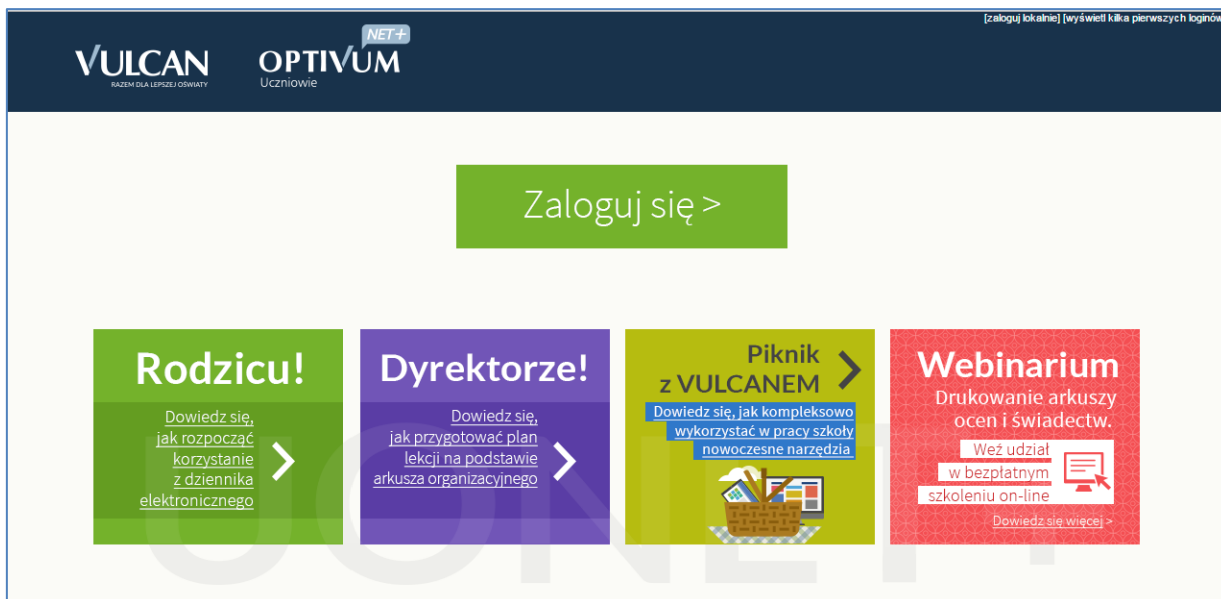 [zaloguj lokalnie] [wyświetl kilka pierwszych loginów
VULCAN
RAZEM DLA LEPSZEJ OŚWIATY
NET+
OPTIVUM
Uczniowie
Zaloguj się >
Rodzicu!
Dowiedz się,
jak rozpocząć
korzystanie
z dziennika
elektronicznego
Dyrektorze!
Dowiedz się,
jak przygotować plan
lekcji na podstawie
arkusza organizacyjnego
Piknik
z VULCANEM
Dowiedz się, jak kompleksowo
wykorzystać w pracy szkoły
nowoczesne narzędzia
Webinarium
Drukowanie arkuszy
ocen i świadectw.
Weź udział
w bezpłatnym
szkoleniu on-line
Dowiedz się więcej >
UONET+